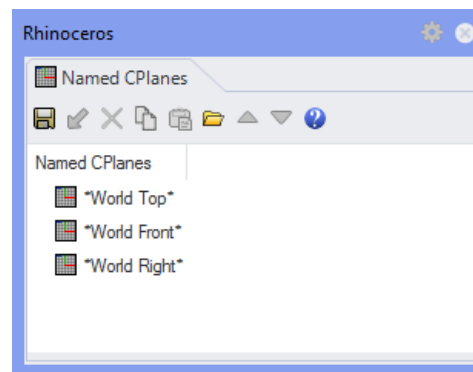 Rhinoceros
Named CPlanes
?
Named CPlanes
*World Top*
*World Front*
*World Right*